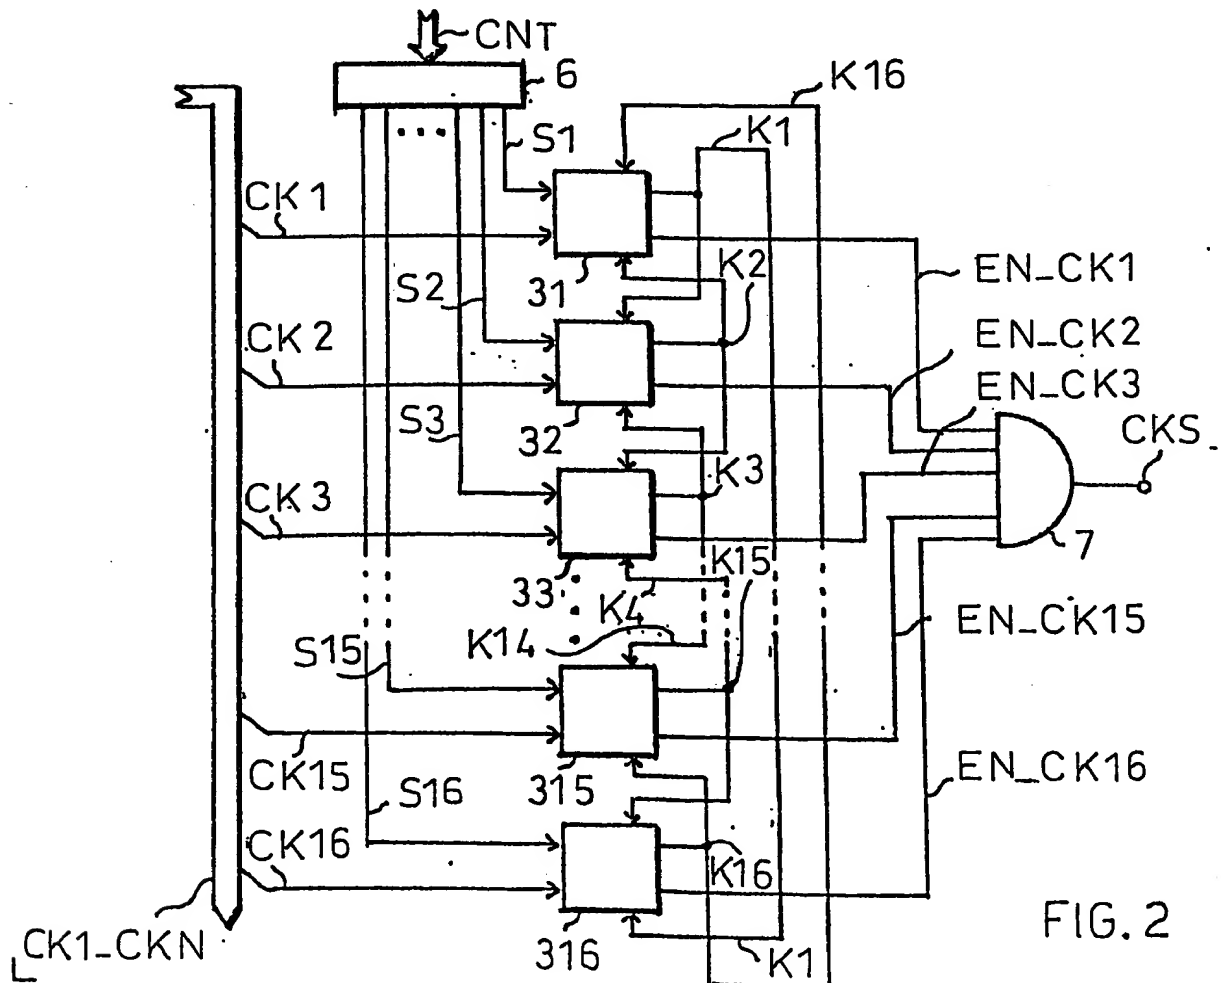 CNT
6
K16
S1
K1
CK1
31
K2
EN_CK1
S2
CK2
EN_CK2
EN_CK3
S3
32
CKS
K3
CK3
33
K15
7
K4
K14
S15
EN_CK15
CK15
315
S16
EN_CK16
CK16
K16
CK1_CKN
316
K1
FIG. 2